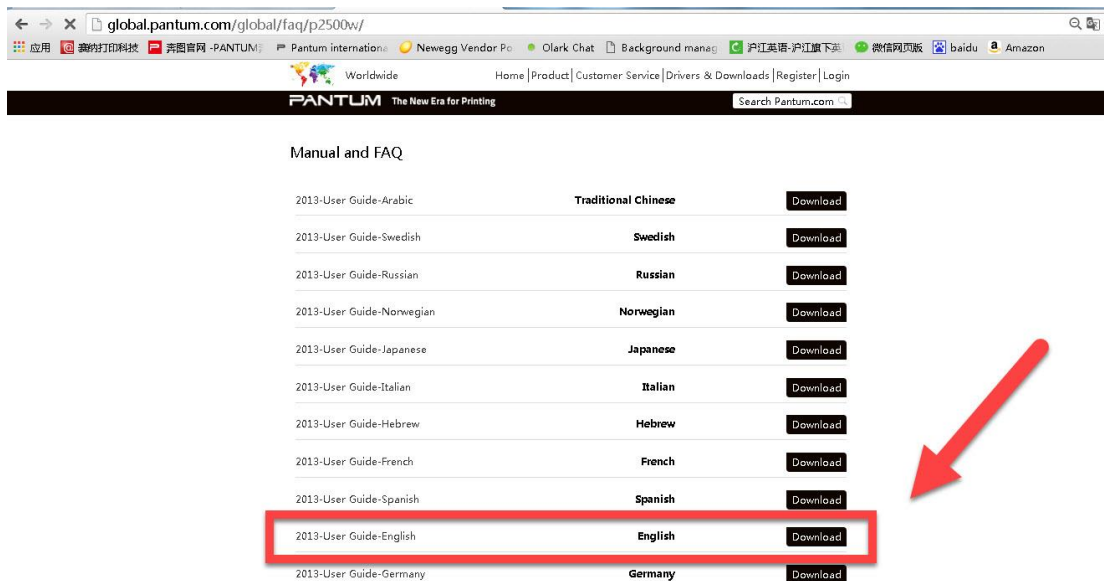 global.pantum.com/global/faq/p2500w/
应用 赛纳打印科技 奔图官网 -PANTUM Pantum internationa Newegg Vendor Po Olark Chat Background manag 沪江英语-沪江旗下英 微信网页版 baidu Amazon
Worldwide Home | Product | Customer Service | Drivers & Downloads | Register | Login
PANTUM The New Era for Printing Search Pantum.com
Manual and FAQ
2013-User Guide-Arabic Traditional Chinese Download
2013-User Guide-Swedish Swedish Download
2013-User Guide-Russian Russian Download
2013-User Guide-Norwegian Norwegian Download
2013-User Guide-Japanese Japanese Download
2013-User Guide-Italian Italian Download
2013-User Guide-Hebrew Hebrew Download
2013-User Guide-French French Download
2013-User Guide-Spanish Spanish Download
2013-User Guide-English English Download
2013-User Guide-Germany Germany Download